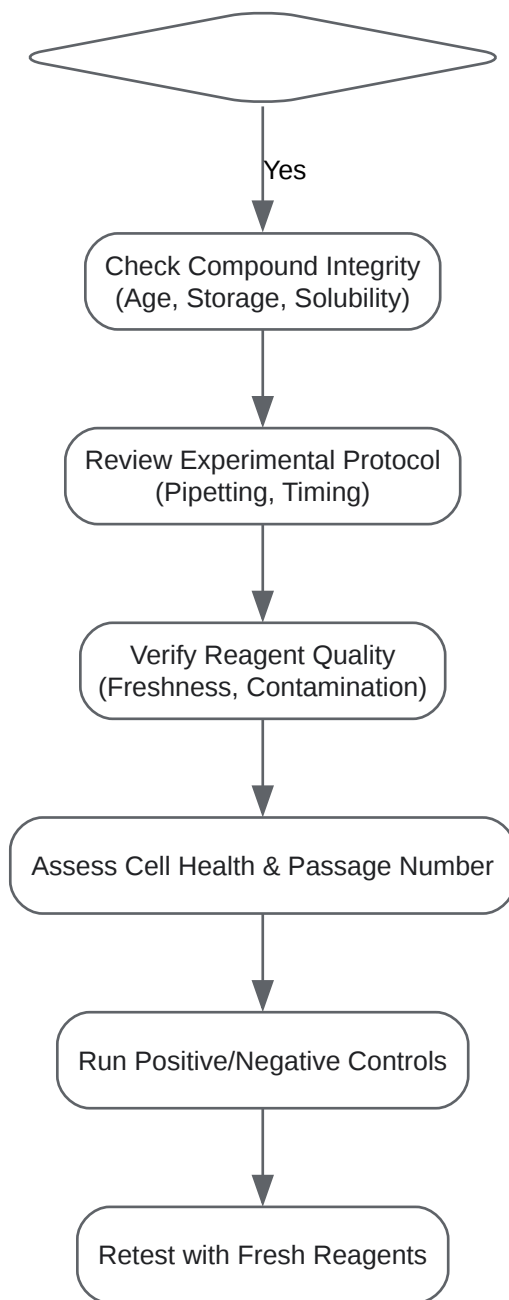 Yes
Check Compound Integrity
(Age, Storage, Solubility)
Review Experimental Protocol
(Pipetting, Timing)
Verify Reagent Quality
(Freshness, Contamination)
Assess Cell Health & Passage Number
Run Positive/Negative Controls
Retest with Fresh Reagents